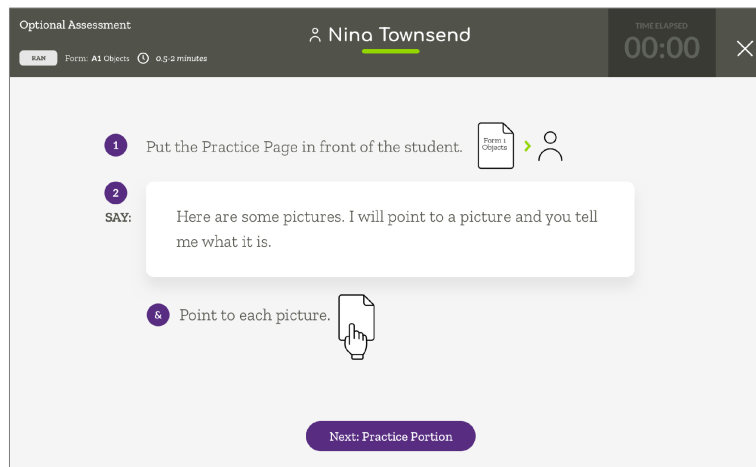 Optional Assessment
Nina Townsend
TIME ELAPSED
00:00
RAN Form: A1 Objects 0.5-2 minutes
1 Put the Practice Page in front of the student.
Form 1
Objects
2
SAY:
Here are some pictures. I will point to a picture and you tell
me what it is.
& Point to each picture.
Next: Practice Portion